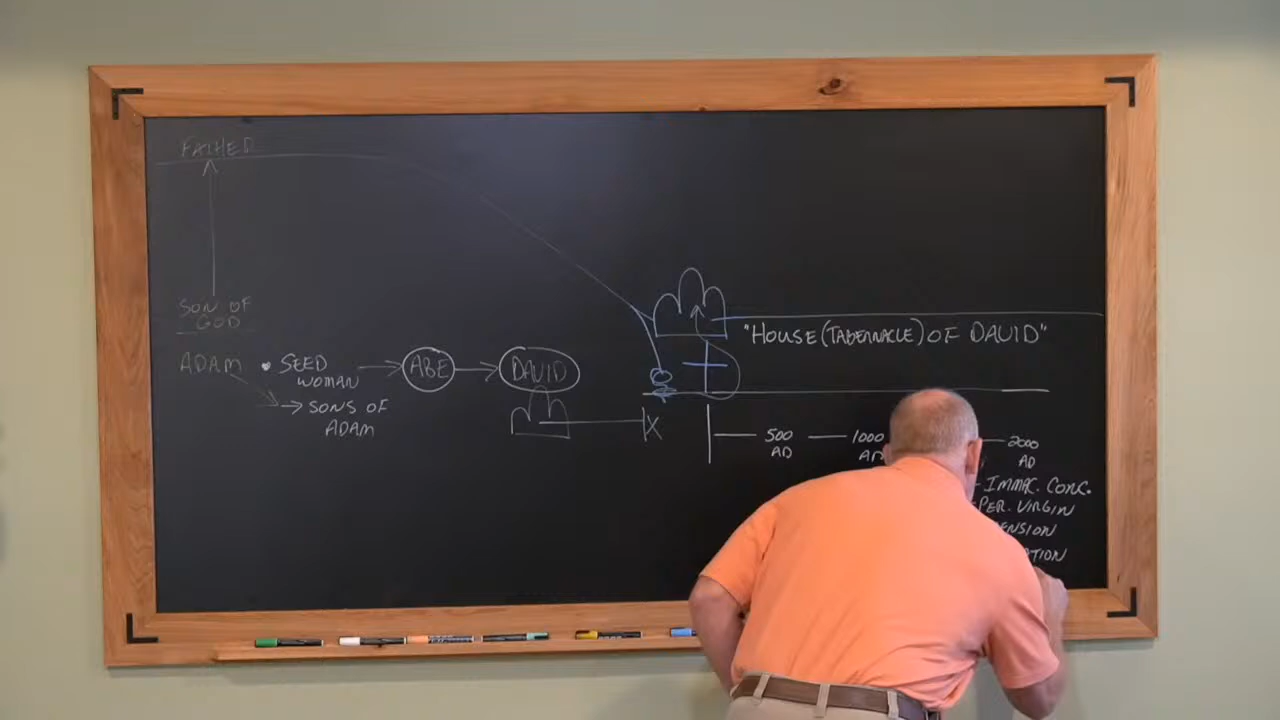 FATHER
SON OF
GOD
ADAM
SEED
WOMAN
SONS OF
ADAM
ABE
DAVID
"HOUSE (TABERNACLE) OF DAVID"
500
AD
1000
AD
2000
AD
- IMMAC. CONC.
PER. VIRGIN